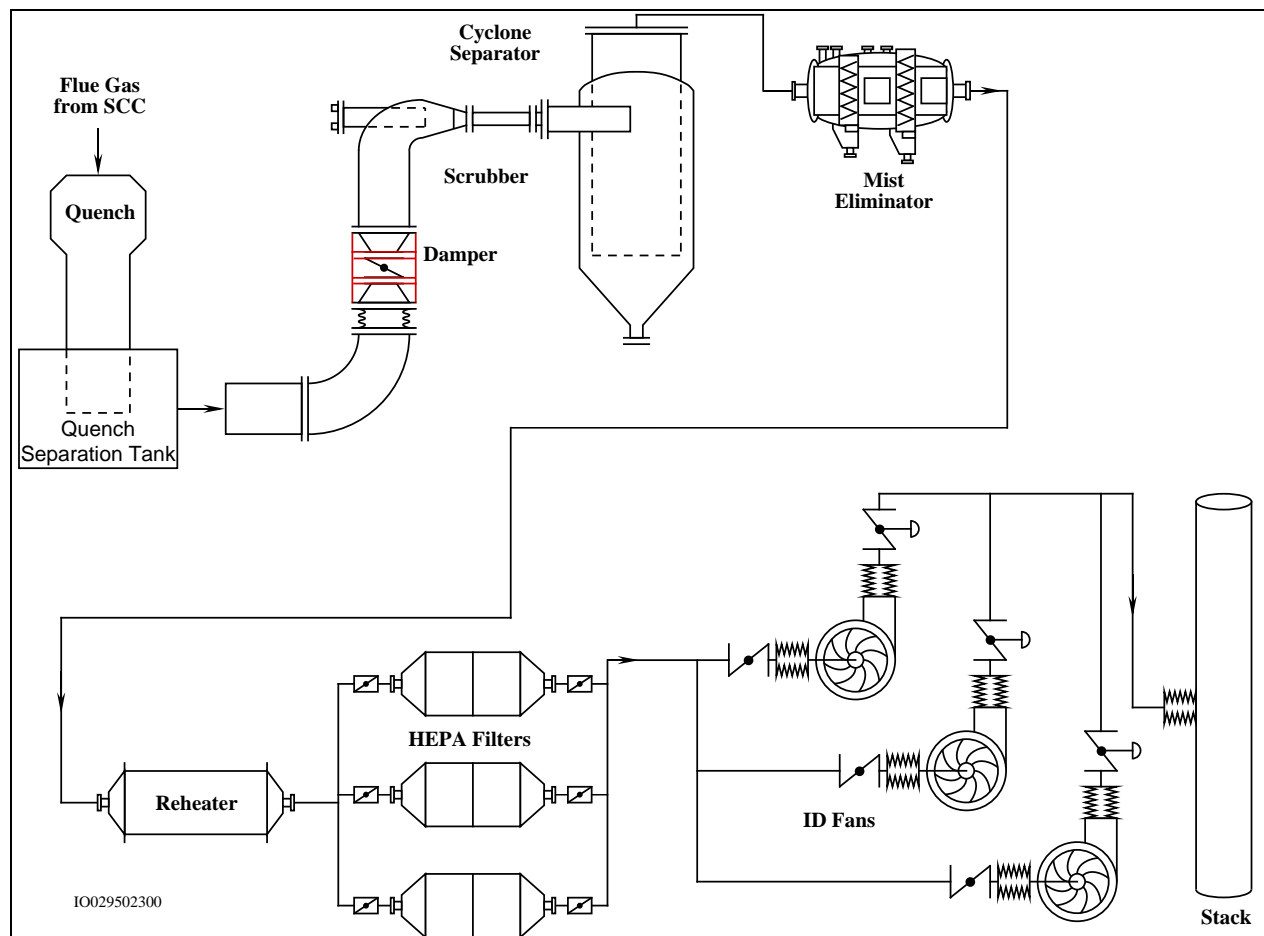 Cyclone
Separator
Flue Gas
from SCC
Scrubber
Mist
Eliminator
Quench
Damper
Quench
Separation Tank
HEPA Filters
Reheater
ID Fans
IO029502300
Stack